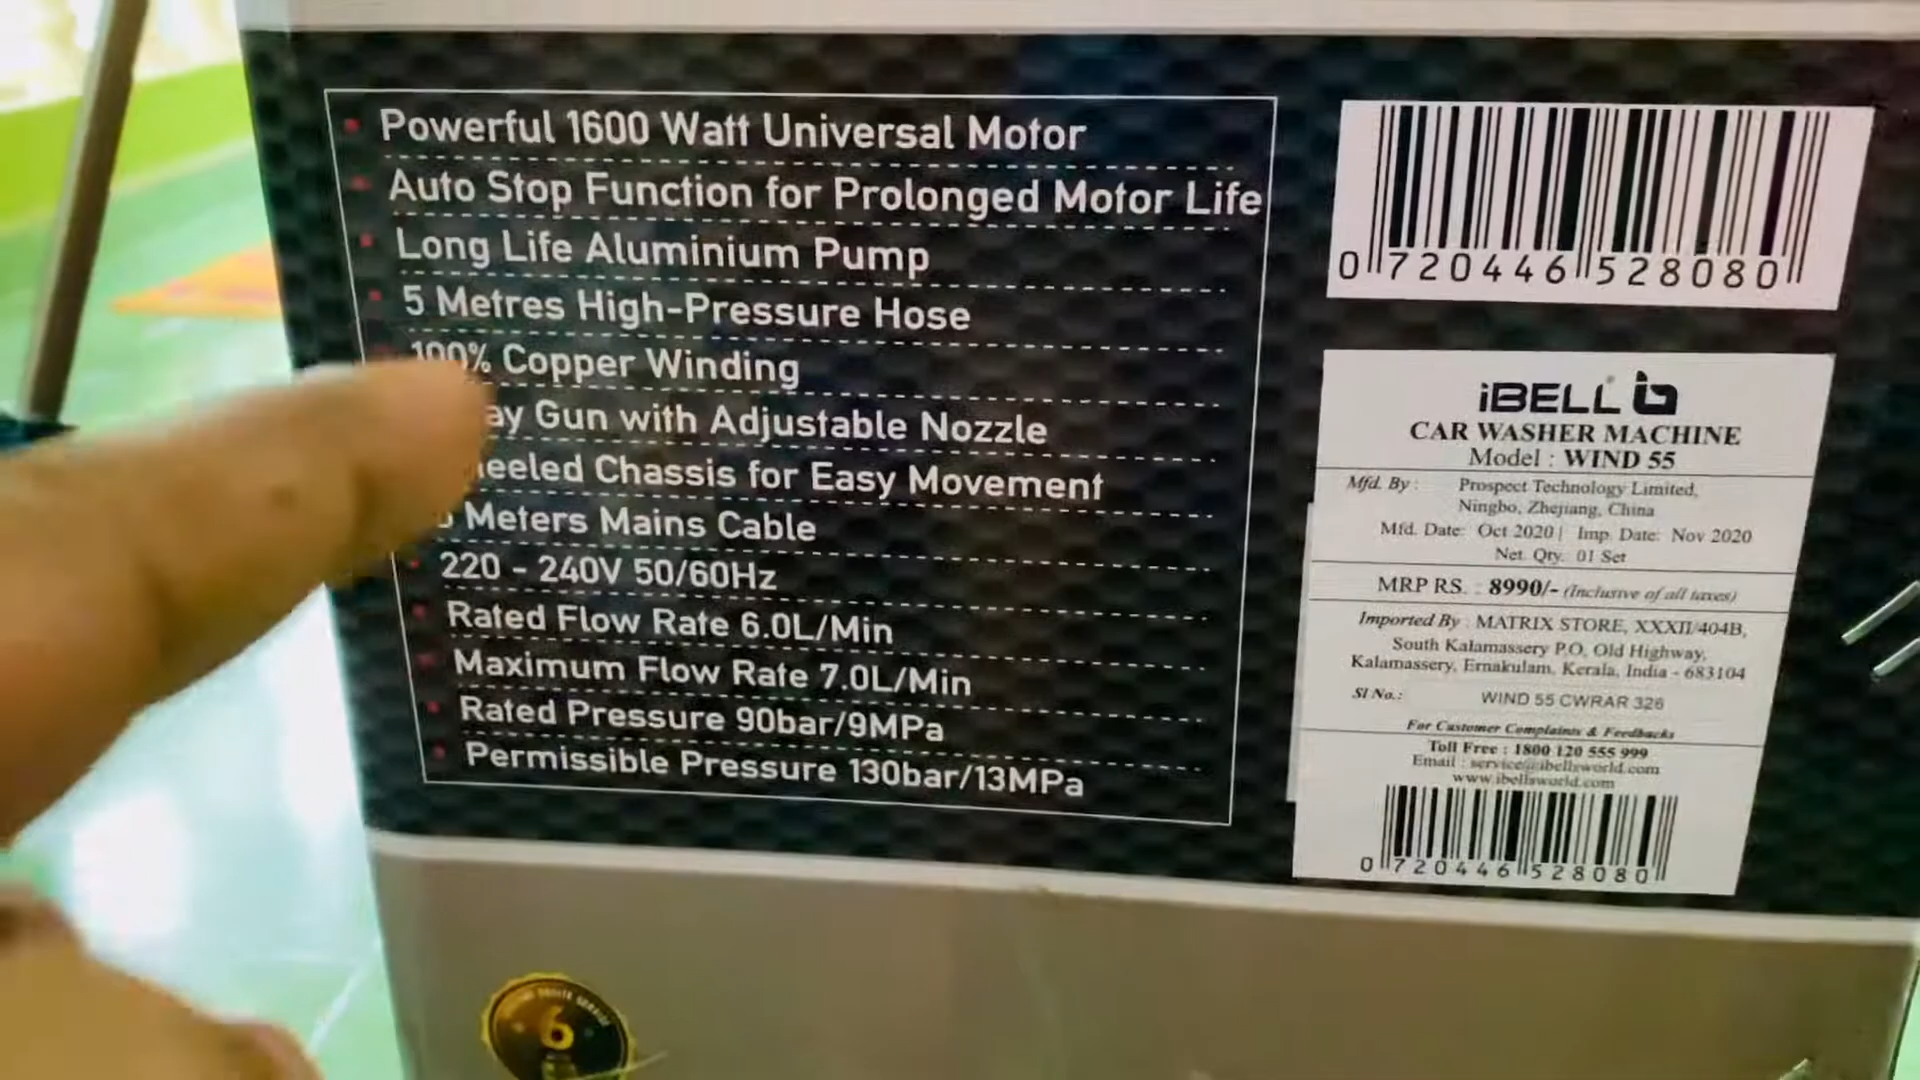 Powerful 1600 Watt Universal Motor
Auto Stop Function for Prolonged Motor Life
Long Life Aluminium Pump
5 Metres High-Pressure Hose
100% Copper Winding
Gun with Adjustable Nozzle
Chassis for Easy Movement
Meters Mains Cable
220 - 240V 50/60Hz
Rated Flow Rate 6.0L/Min
Maximum Flow Rate 7.0L/Min
Rated Pressure 90bar/9MPa
Permissible Pressure 130bar/13MPa
0 720446 528080
iBELL
CAR WASHER MACHINE
Model : WIND 55
Mfd. By : Prospect Technology Limited,
Ningbo, Zhejiang, China
Mfd. Date: Oct 2020 | Imp. Date: Nov 2020
Net. Qty. 01 Set
MRP RS. : 8990/- (Inclusive of all taxes)
Imported By : MATRIX STORE, XXXII/404B,
South Kalamassery P.O, Old Highway,
Kalamassery, Ernakulam, Kerala, India - 683104
Sl No.: WIND 55 CWRAR 326
For Customer Complaints & Feedbacks
Toll Free : 1800 120 555 999
Email : service@ibellsworld.com
www.ibellsworld.com
0 720446 528080
6